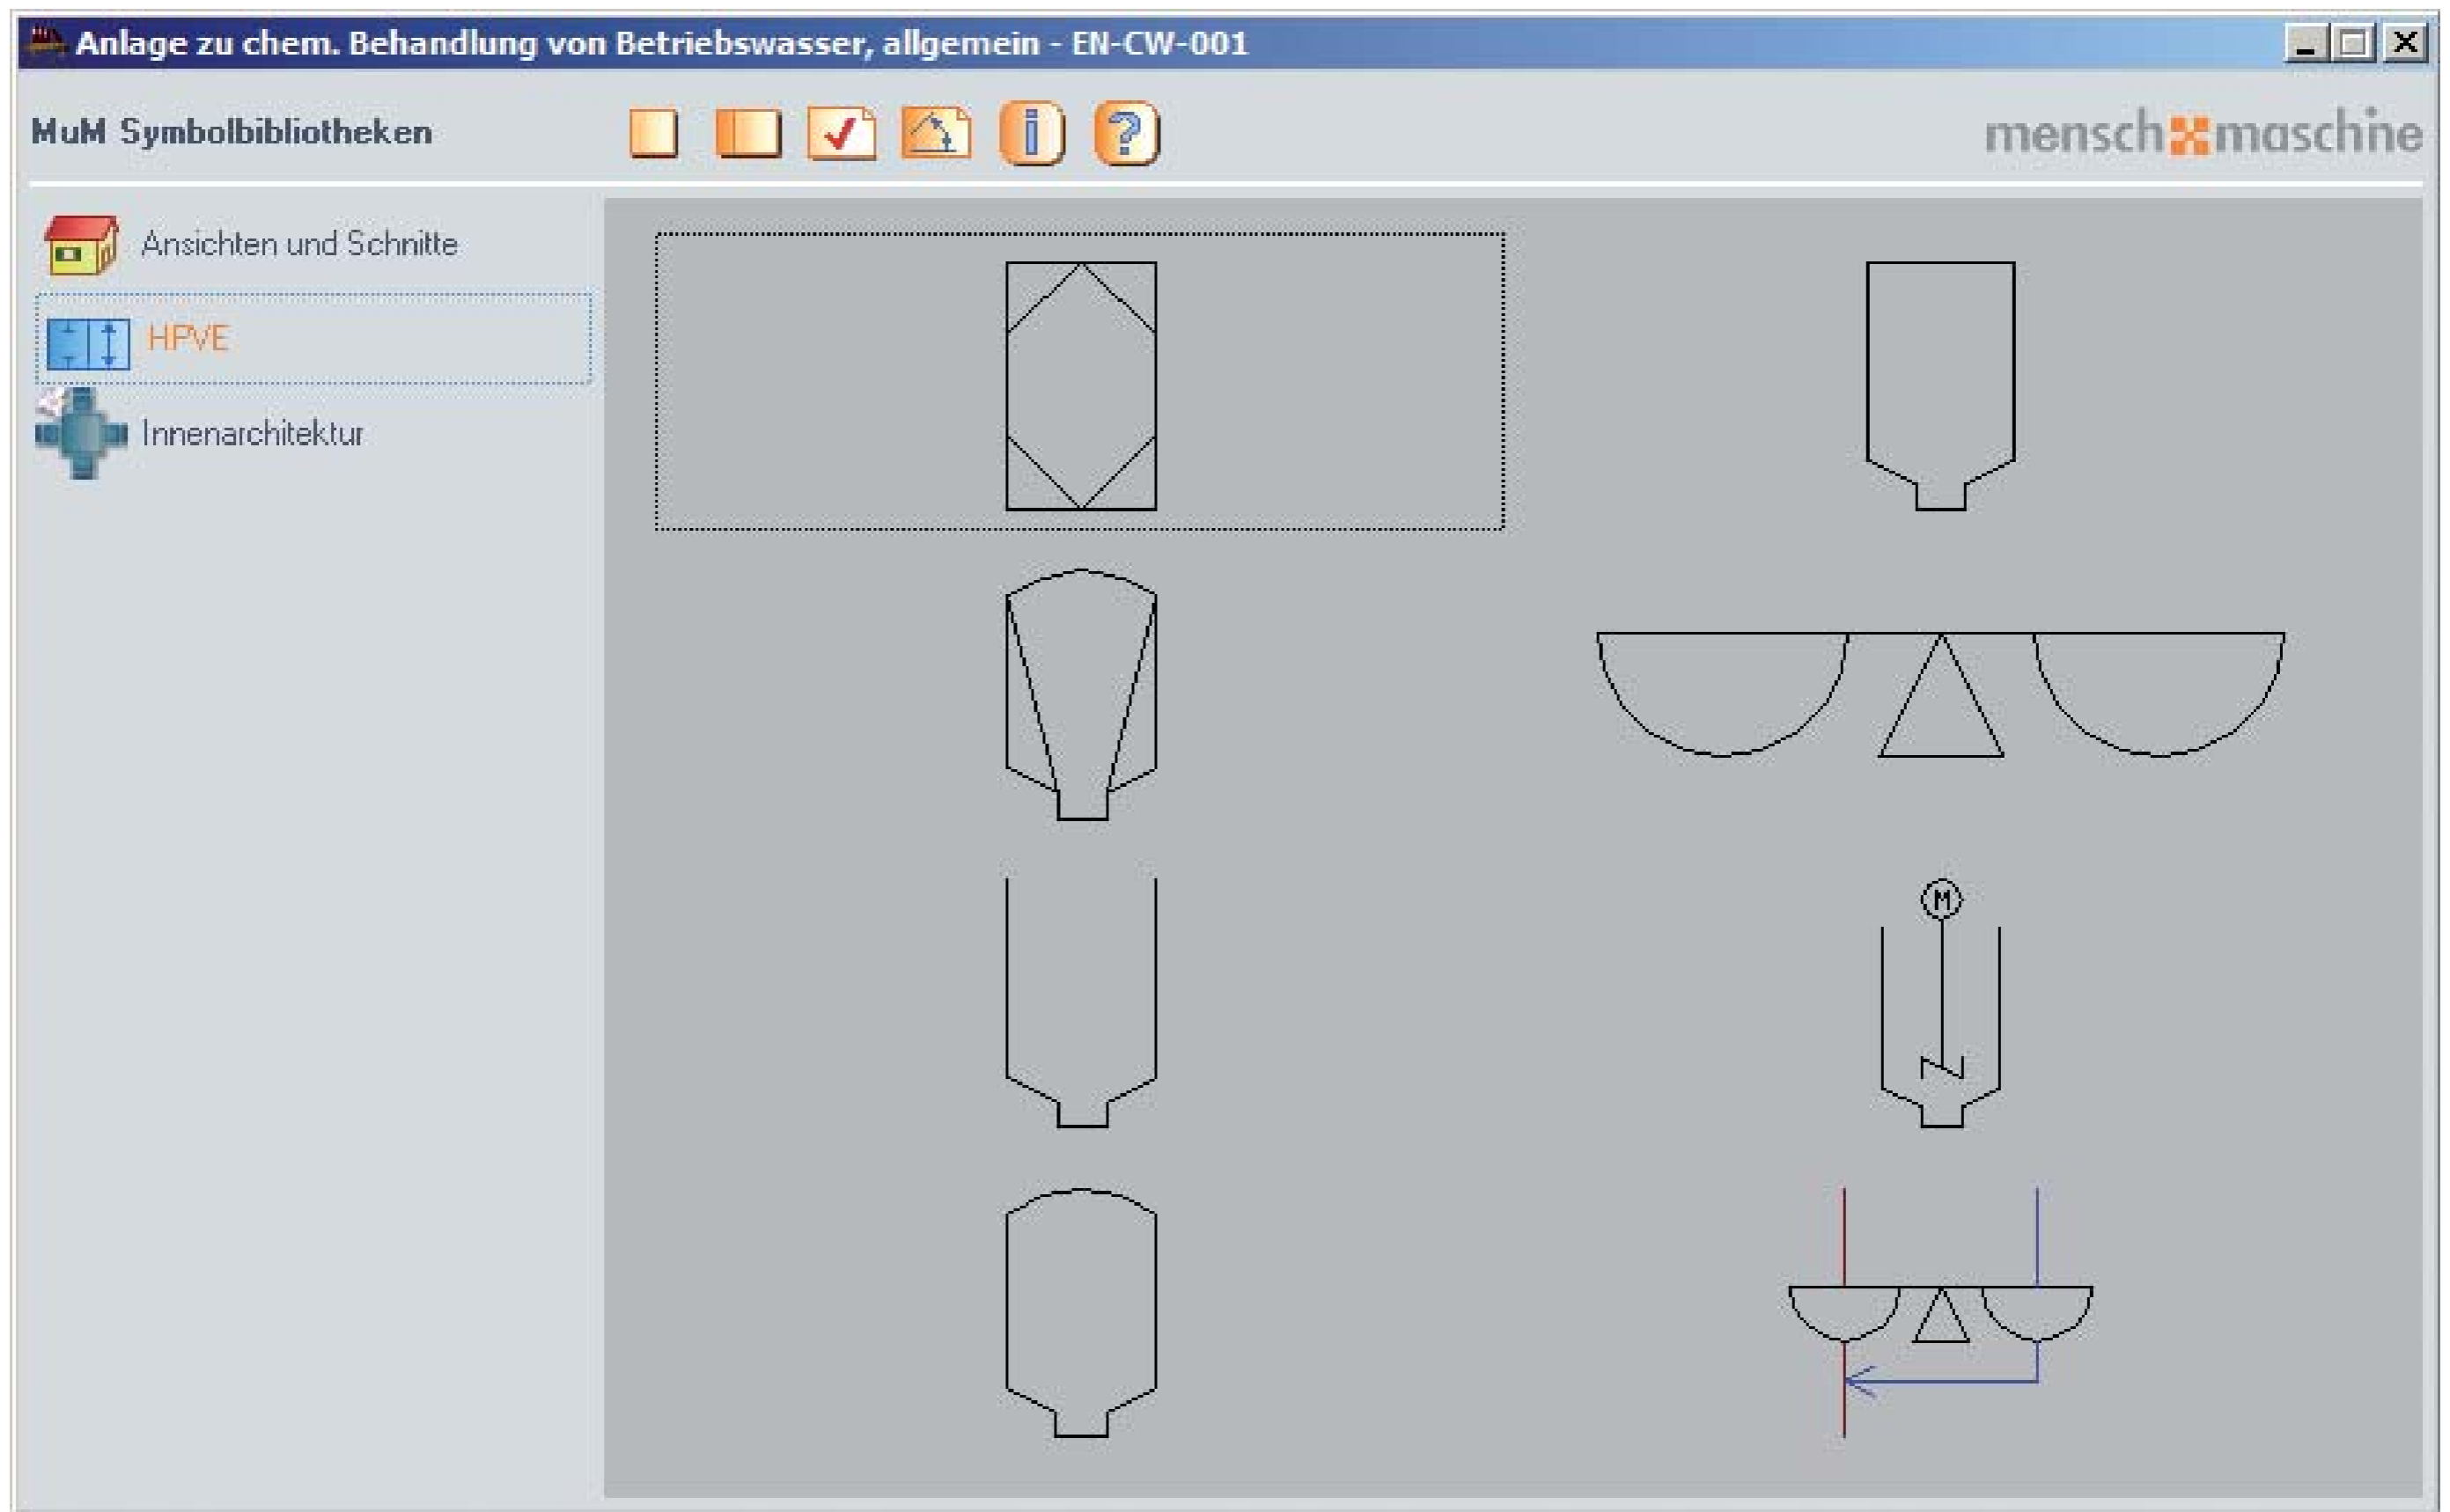 Anlage zu chem. Behandlung von Betriebswasser, allgemein - EN-CW-001
MuM Symbolbibliotheken
i
?
mensch maschine
Ansichten und Schnitte
HPVE
Innenarchitektur
M